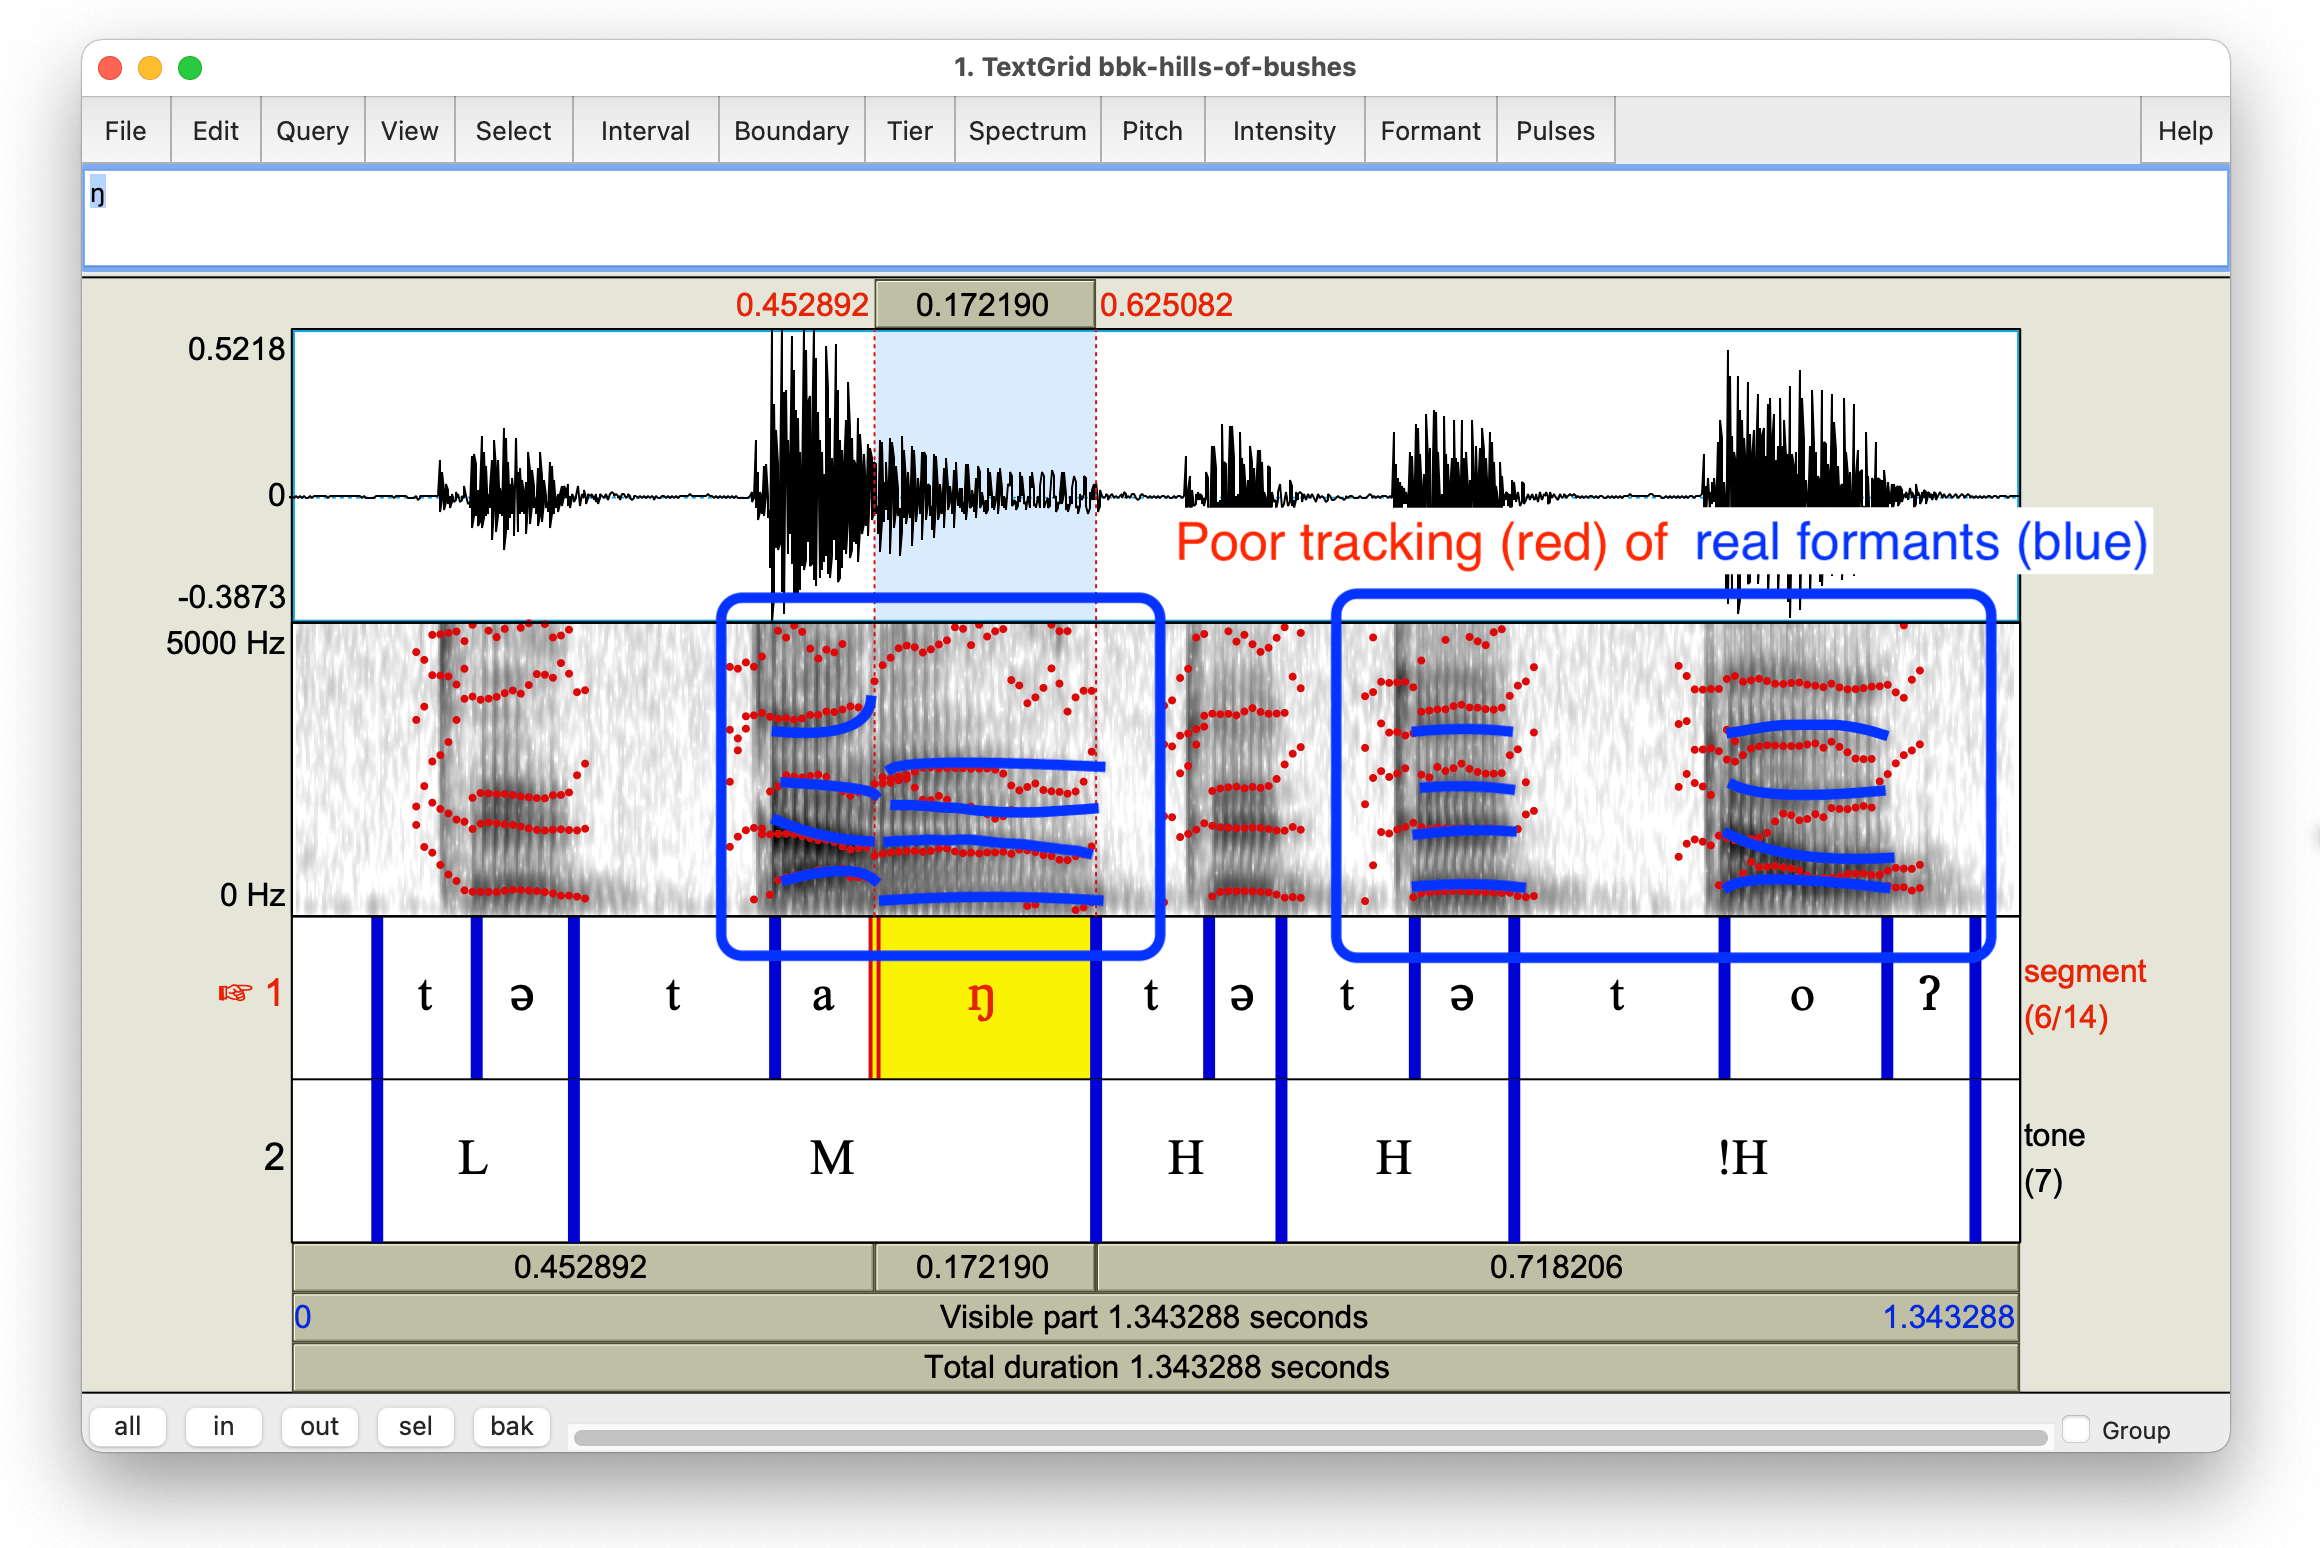 1. TextGrid bbk-hills-of-bushes
File Edit Query View Select Interval Boundary Tier Spectrum Pitch Intensity Formant Pulses Help
ŋ
0.452892 0.172190 0.625082
0.5218
0
-0.3873
Poor tracking (red) of real formants (blue)
5000 Hz
0 Hz
☞ 1 t ə t a ŋ t ə t ə t o ʔ segment
(6/14)
2 L M H H !H tone
(7)
0.452892 0.172190 0.718206
0 Visible part 1.343288 seconds 1.343288
Total duration 1.343288 seconds
all in out sel bak Group